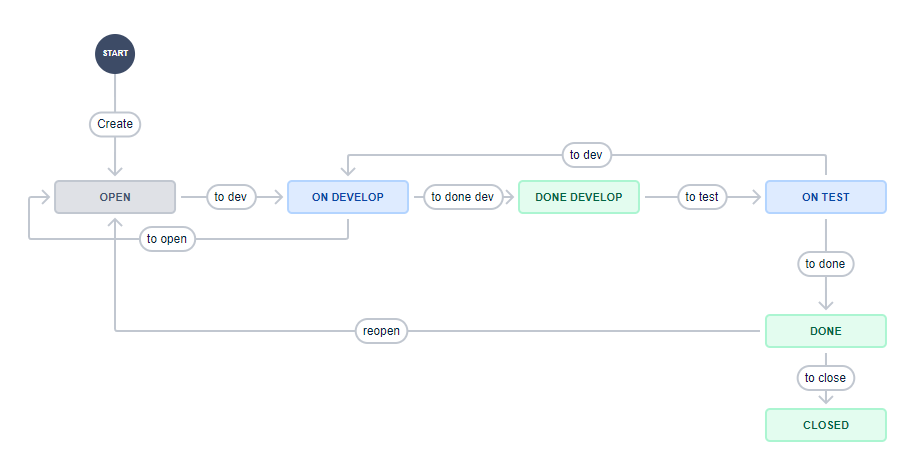 START
Create
to dev
OPEN
to dev
ON DEVELOP
to done dev
DONE DEVELOP
to test
ON TEST
to open
to done
reopen
DONE
to close
CLOSED